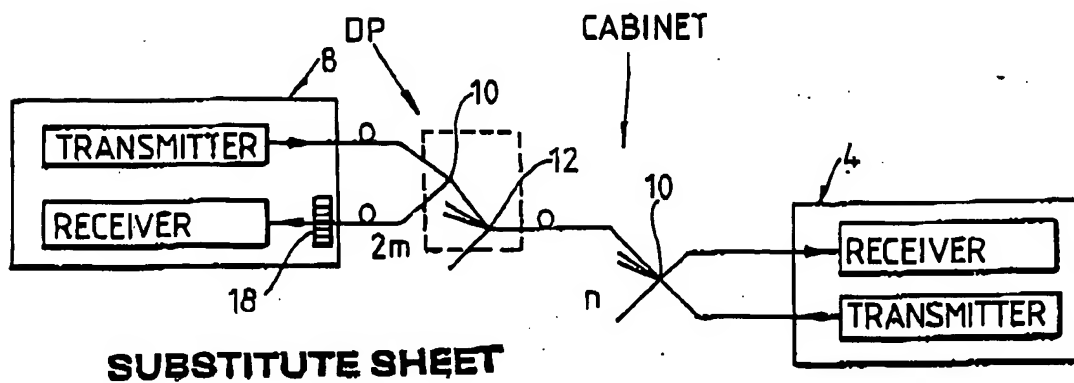 DP
CABINET
8
10
TRANSMITTER
12
10
4
RECEIVER
2m
18
RECEIVER
n
TRANSMITTER
SUBSTITUTE SHEET